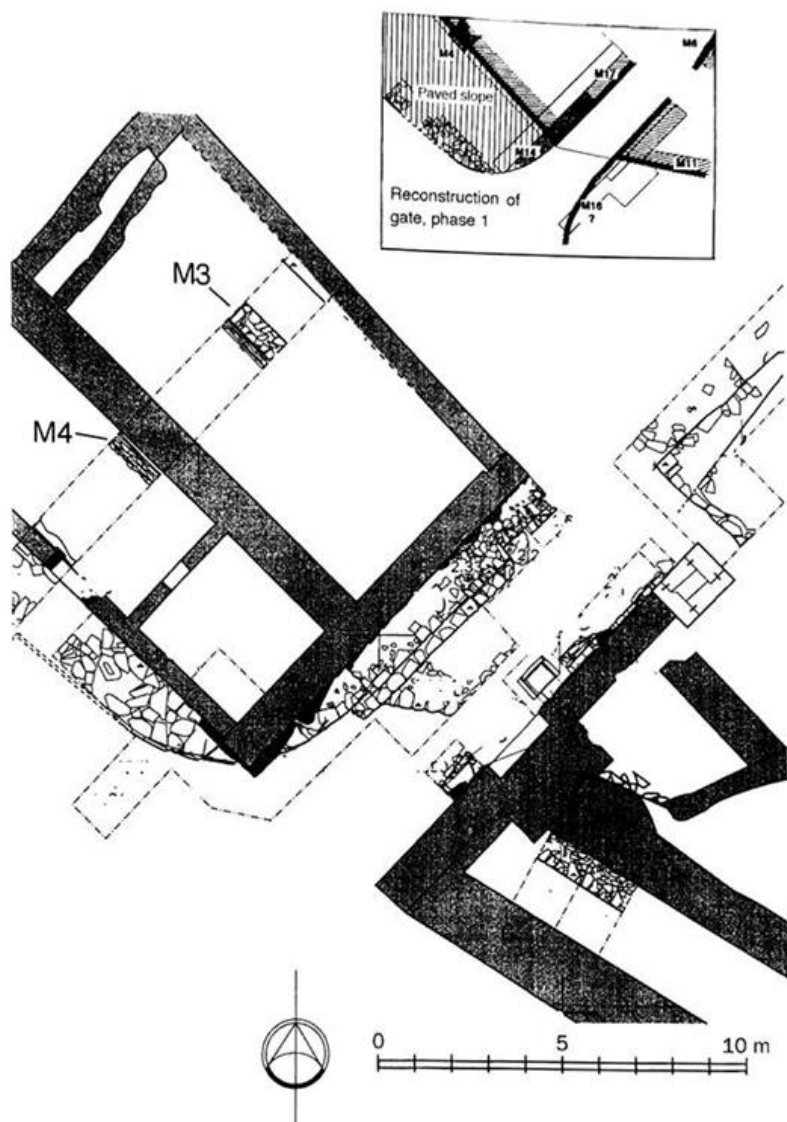 M4
M17
M6
Paved slope
M14
M11
Reconstruction of
gate, phase 1
M16
?
M3
M4
0
5
10 m